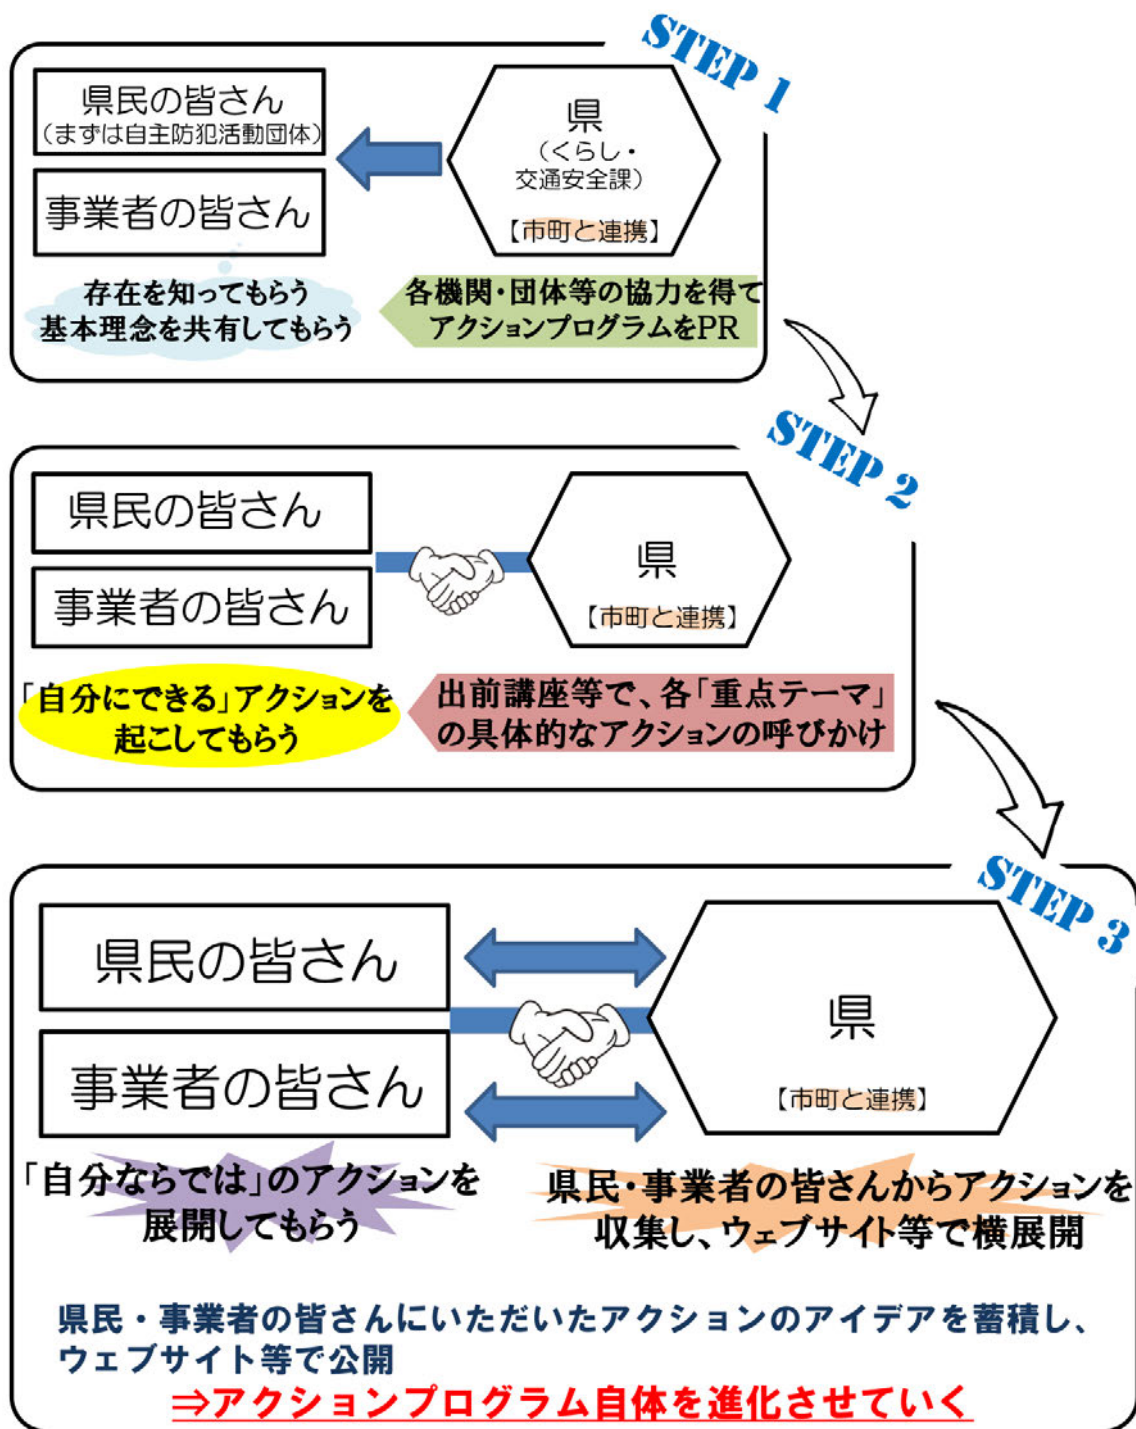 STEP 1
県民の皆さん
(まずは自主防犯活動団体)
事業者の皆さん
県
(くらし・
交通安全課)
【市町と連携】
存在を知ってもらう
基本理念を共有してもらう
各機関・団体等の協力を得て
アクションプログラムをPR
STEP 2
県民の皆さん
事業者の皆さん
県
【市町と連携】
「自分にできる」アクションを
起こしてもらう
出前講座等で、各「重点テーマ」
の具体的なアクションの呼びかけ
STEP 3
県民の皆さん
事業者の皆さん
県
【市町と連携】
「自分ならでは」のアクションを
展開してもらう
県民・事業者の皆さんからアクションを
収集し、ウェブサイト等で横展開
県民・事業者の皆さんにいただいたアクションのアイデアを蓄積し、
ウェブサイト等で公開
⇒アクションプログラム自体を進化させていく